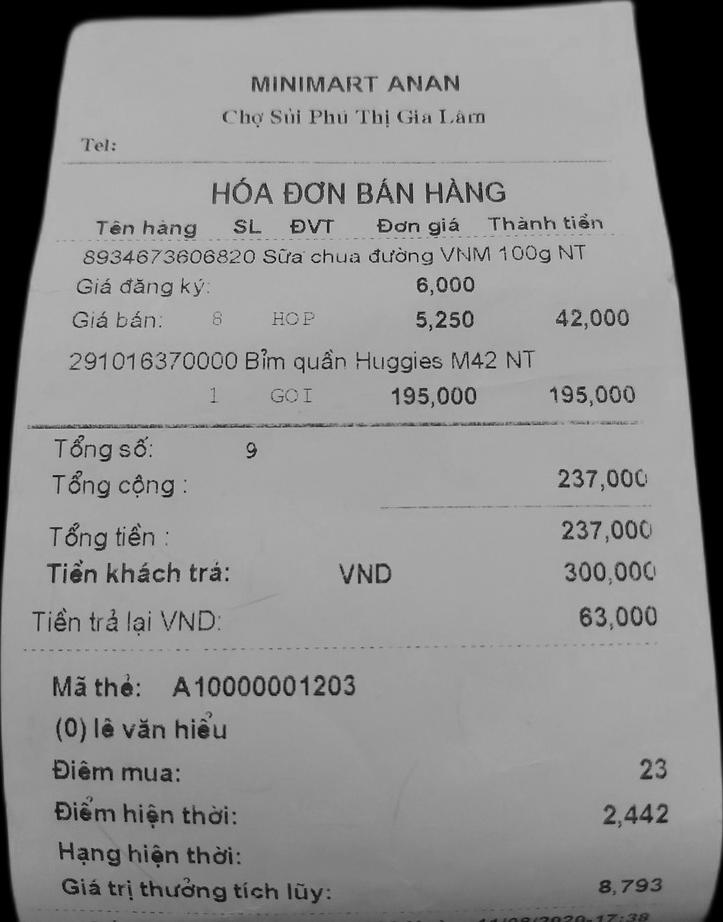 MINIMART ANAN
Chợ Sủi Phú Thị Gia Lâm
Tel:
HÓA ĐƠN BÁN HÀNG
Tên hàng SL ĐVT Đơn giá Thành tiền
8934673606820 Sữa chua đường VNM 100g NT
Giá đăng ký: 6,000
Giá bán: 8 HOP 5,250 42,000
291016370000 Bỉm quần Huggies M42 NT
1 GOI 195,000 195,000
Tổng số: 9
Tổng cộng : 237,000
Tổng tiền : 237,000
Tiền khách trả: VND 300,000
Tiền trả lại VND: 63,000
Mã thẻ: A10000001203
(0) lê văn hiểu
Điểm mua: 23
Điểm hiện thời: 2,442
Hạng hiện thời:
Giá trị thưởng tích lũy: 8,793